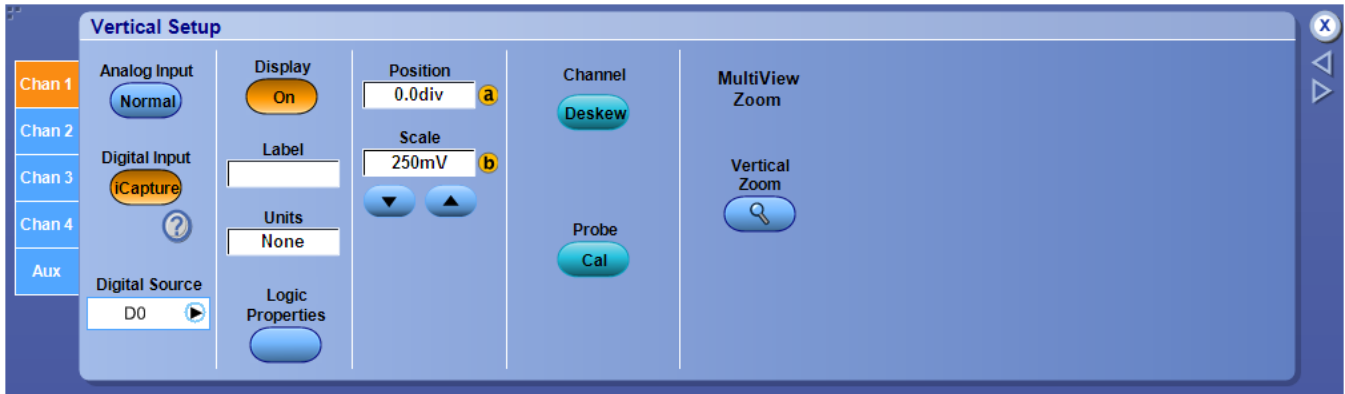 Vertical Setup
X
Chan 1
Chan 2
Chan 3
Chan 4
Aux
Analog Input
Normal
Digital Input
iCapture
?
Digital Source
D0
Display
On
Label
Units
None
Logic
Properties
Position
0.0div
a
Scale
250mV
b
Channel
Deskew
Probe
Cal
MultiView
Zoom
Vertical
Zoom